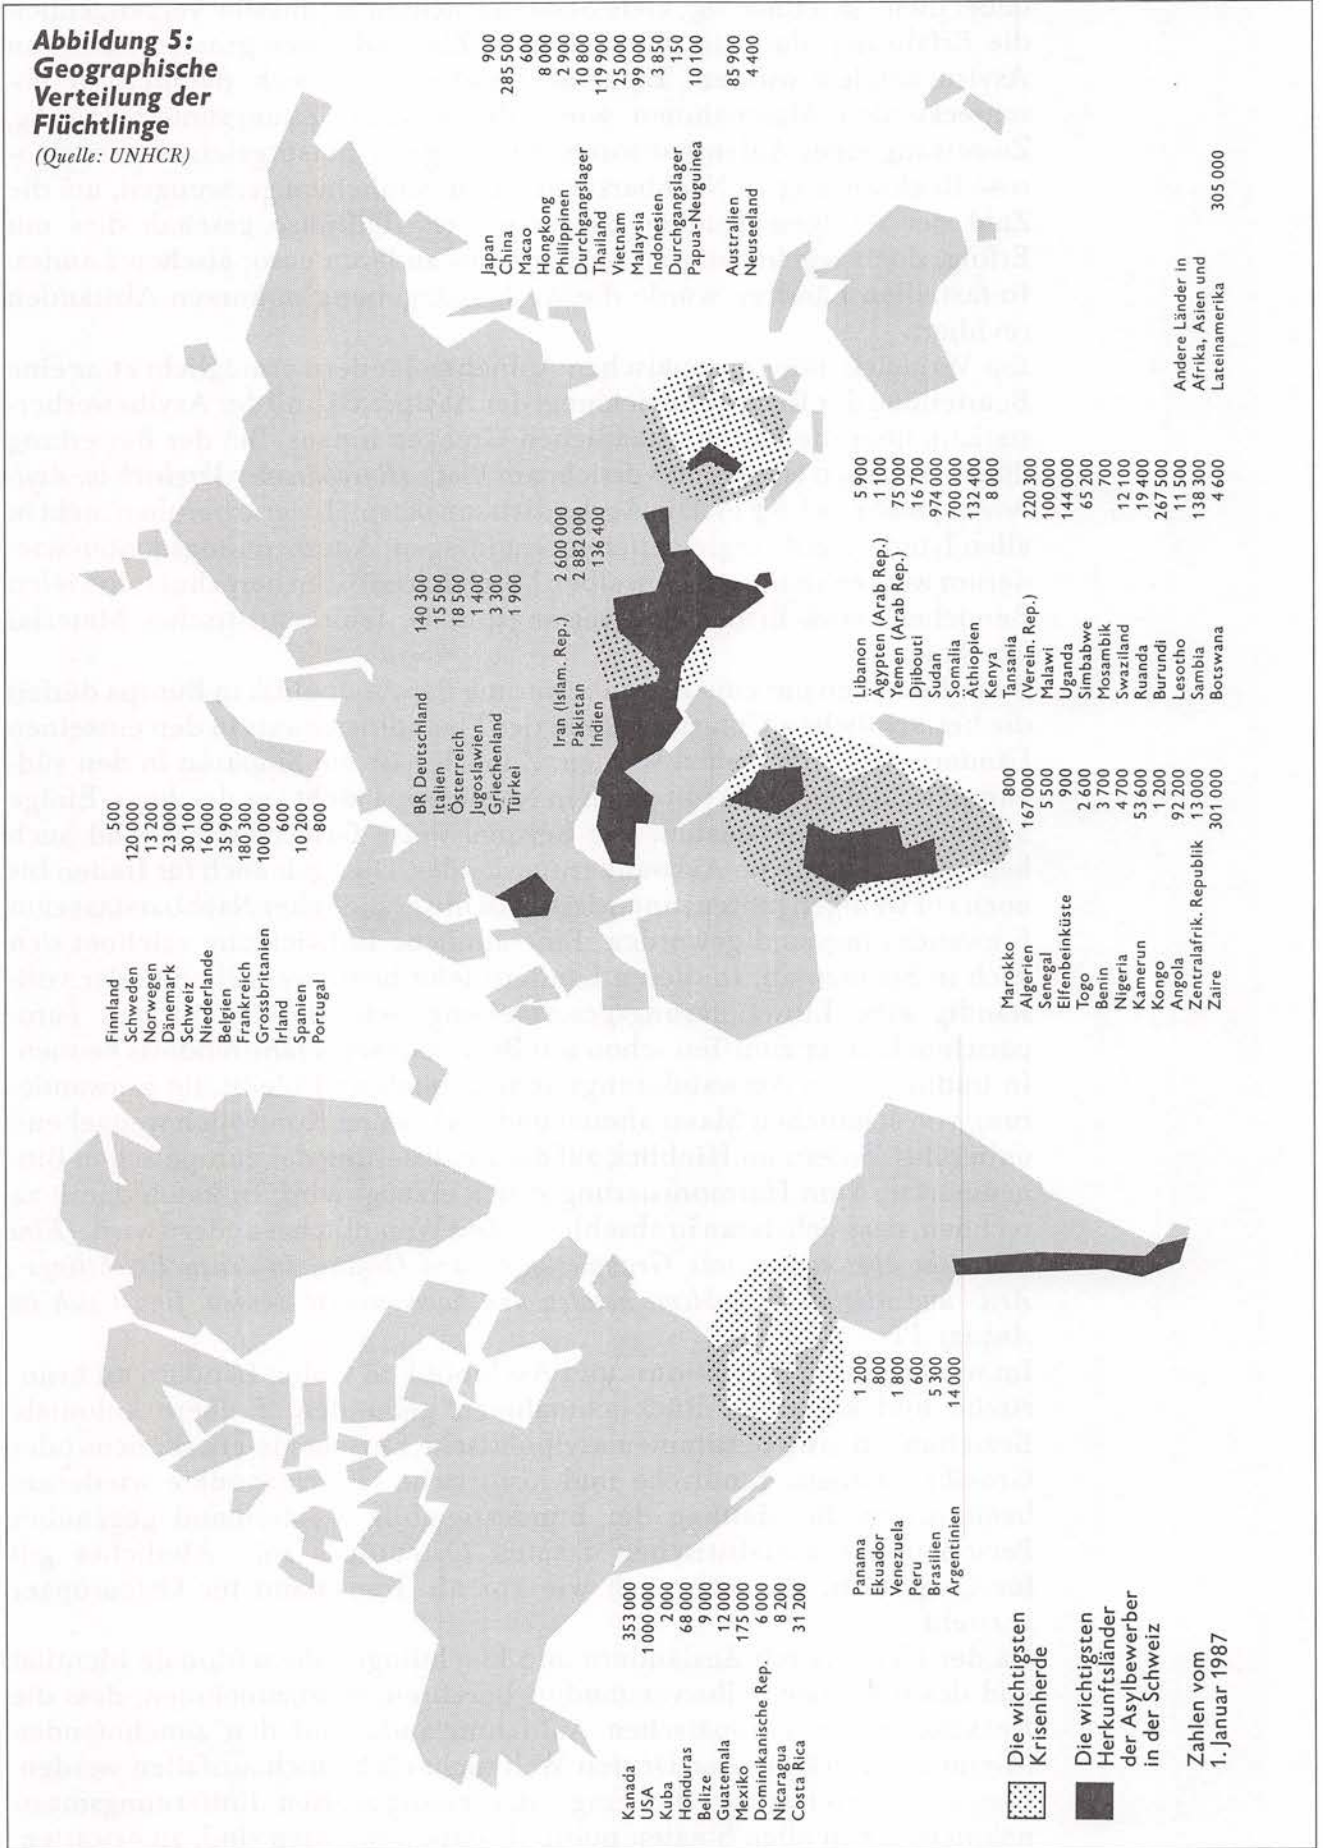 Abbildung 5:
Geographische
Verteilung der
Flüchtlinge
(Quelle: UNHCR)
Kanada 353 000
USA 1 000 000
Kuba 2 000
Honduras 68 000
Belize 9 000
Guatemala 12 000
Mexiko 175 000
Dominikanische Rep. 6 000
Nicaragua 8 200
Costa Rica 31 200
Panama 1 200
Ekuador 800
Venezuela 1 800
Peru 600
Brasilien 5 300
Argentinien 14 000
Finnland 500
Schweden 120 000
Norwegen 13 200
Dänemark 23 000
Schweiz 30 100
Niederlande 16 000
Belgien 35 900
Frankreich 180 300
Grossbritanien 100 000
Irland 600
Spanien 10 200
Portugal 800
BR Deutschland 140 300
Italien 15 500
Österreich 18 500
Jugoslawien 1 400
Griechenland 3 300
Türkei 1 900
Iran (Islam. Rep.) 2 600 000
Pakistan 2 882 000
Indien 136 400
Japan 900
China 285 500
Macao 600
Hongkong 8 000
Philippinen 2 900
Durchgangslager 10 800
Thailand 119 900
Vietnam 25 000
Malaysia 99 000
Indonesien 3 850
Durchgangslager 150
Papua-Neuguinea 10 100
Australien 85 900
Neuseeland 4 400
Marokko 800
Algerien 167 000
Senegal 5 500
Elfenbeinküste 900
Togo 2 600
Benin 3 700
Nigeria 4 700
Kamerun 53 600
Kongo 1 200
Angola 92 200
Zentralafrik. Republik 13 000
Zaire 301 000
Libanon 5 900
Ägypten (Arab Rep.) 1 100
Yemen (Arab Rep.) 75 000
Djibouti 16 700
Sudan 974 000
Somalia 700 000
Äthiopien 132 400
Kenya 8 000
Tansania
(Verein. Rep.) 220 300
Malawi 100 000
Uganda 144 000
Simbabwe 65 200
Mosambik 700
Swaziland 12 100
Ruanda 19 400
Burundi 267 500
Lesotho 11 500
Sambia 138 300
Botswana 4 600
Andere Länder in
Afrika, Asien und
Lateinamerika 305 000
Die wichtigsten
Krisenherde
Die wichtigsten
Herkunftsländer
der Asylbewerber
in der Schweiz
Zahlen vom
1. Januar 1987